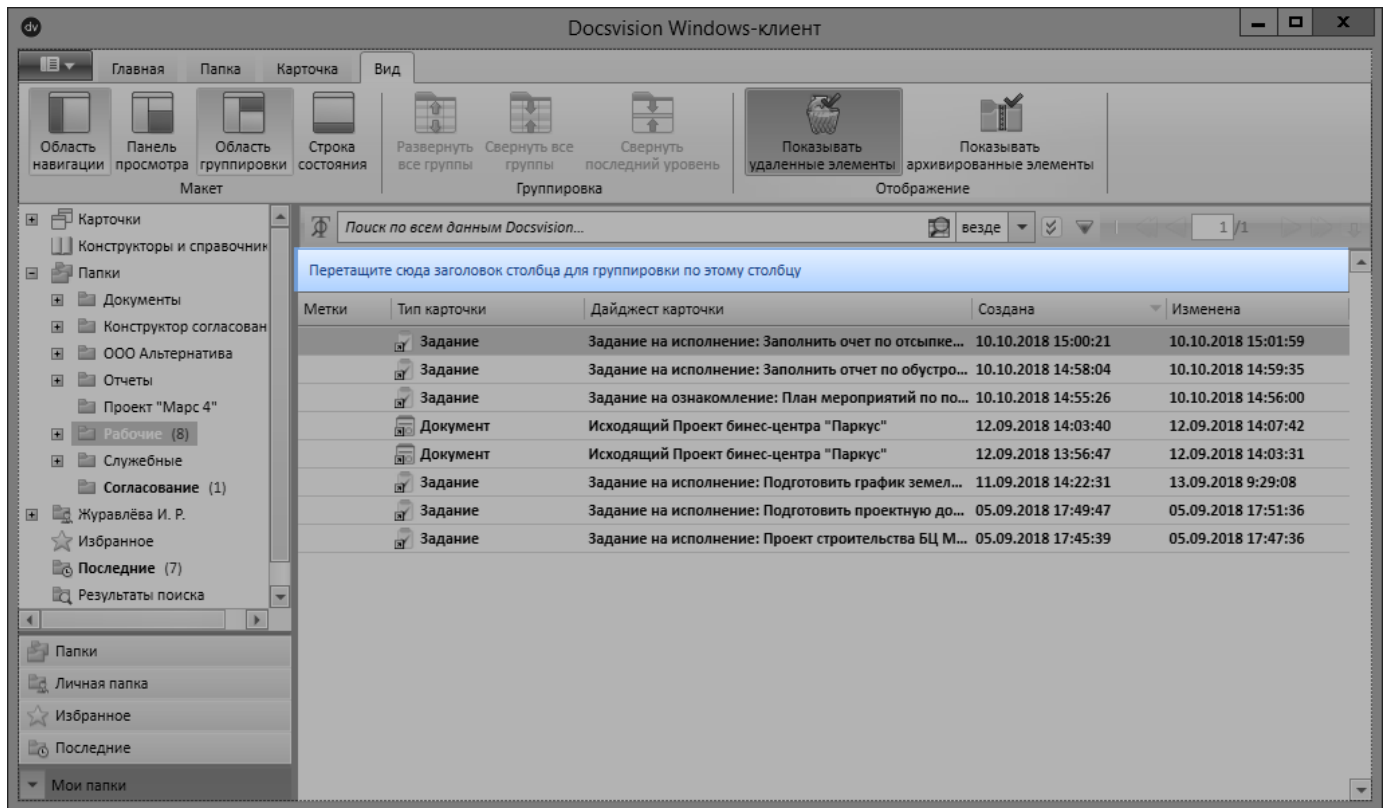 dv
Docsvision Windows-клиент
Главная Папка Карточка Вид
Область навигации
Панель просмотра
Область группировки
Строка состояния
Макет
Развернуть все группы
Свернуть все группы
Свернуть последний уровень
Группировка
Показывать удаленные элементы
Показывать архивированные элементы
Отображение
Карточки
Конструкторы и справочник
Папки
Документы
Конструктор согласован
ООО Альтернатива
Отчеты
Проект "Марс 4"
Рабочие (8)
Служебные
Согласование (1)
Журавлёва И. Р.
Избранное
Последние (7)
Результаты поиска
Папки
Личная папка
Избранное
Последние
Мои папки
Поиск по всем данным Docsvision... везде 1 /1
Перетащите сюда заголовок столбца для группировки по этому столбцу
Метки Тип карточки Дайджест карточки Создана Изменена
Задание Задание на исполнение: Заполнить очет по отсыпке... 10.10.2018 15:00:21 10.10.2018 15:01:59
Задание Задание на исполнение: Заполнить отчет по обустро... 10.10.2018 14:58:04 10.10.2018 14:59:35
Задание Задание на ознакомление: План мероприятий по по... 10.10.2018 14:55:26 10.10.2018 14:56:00
Документ Исходящий Проект бинес-центра "Паркус" 12.09.2018 14:03:40 12.09.2018 14:07:42
Документ Исходящий Проект бинес-центра "Паркус" 12.09.2018 13:56:47 12.09.2018 14:03:31
Задание Задание на исполнение: Подготовить график земел... 11.09.2018 14:22:31 13.09.2018 9:29:08
Задание Задание на исполнение: Подготовить проектную до... 05.09.2018 17:49:47 05.09.2018 17:51:36
Задание Задание на исполнение: Проект строительства БЦ М... 05.09.2018 17:45:39 05.09.2018 17:47:36